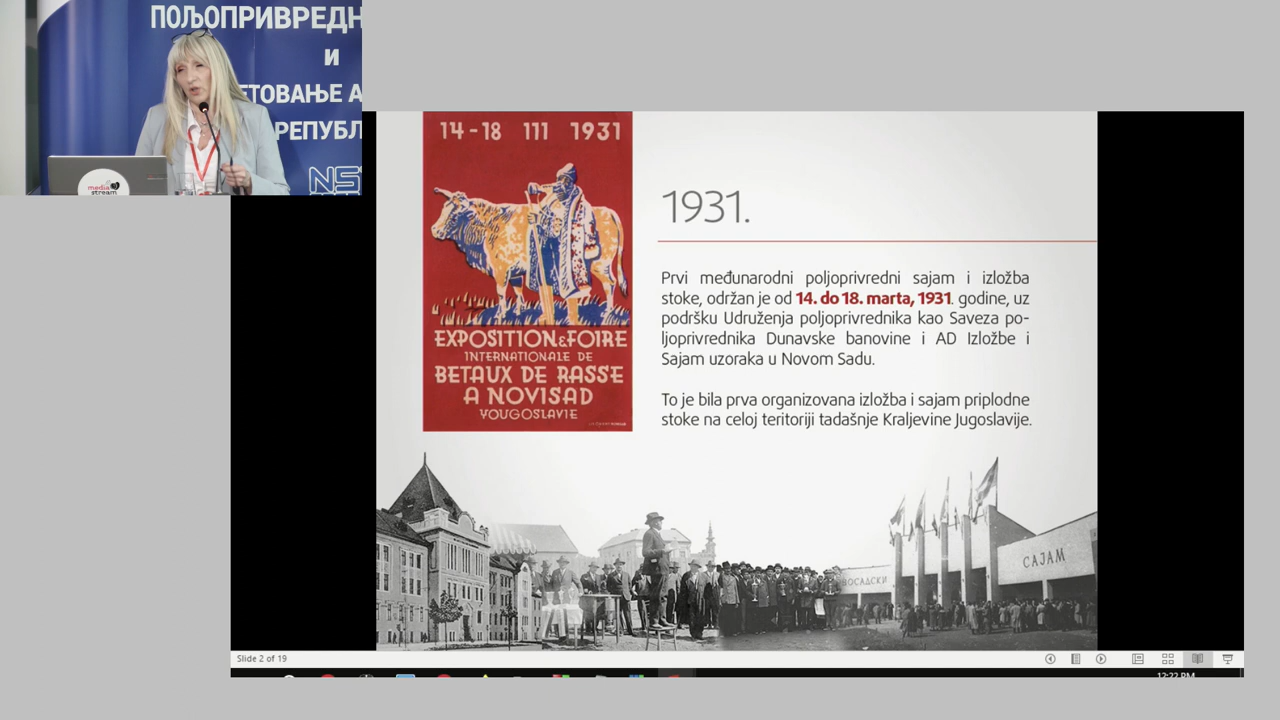 ПОЉОПРИВРЕДН
и
ЕТОВАЊЕ А
РЕПУБЛ
media
stream
14-18 III 1931
EXPOSITION & FOIRE
INTERNATIONALE DE
BETAUX DE RASSE
A NOVISAD
YOUGOSLAVIE
1931.
Prvi međunarodni poljoprivredni sajam i izložba
stoke, održan je od 14. do 18. marta, 1931. godine, uz
podršku Udruženja poljoprivrednika kao Saveza po-
ljoprivrednika Dunavske banovine i AD Izložbe i
Sajam uzoraka u Novom Sadu.
To je bila prva organizovana izložba i sajam priplodne
stoke na celoj teritoriji tadašnje Kraljevine Jugoslavije.
ВОСАДСКИ
САЈАМ
Slide 2 of 19
12:22 PM